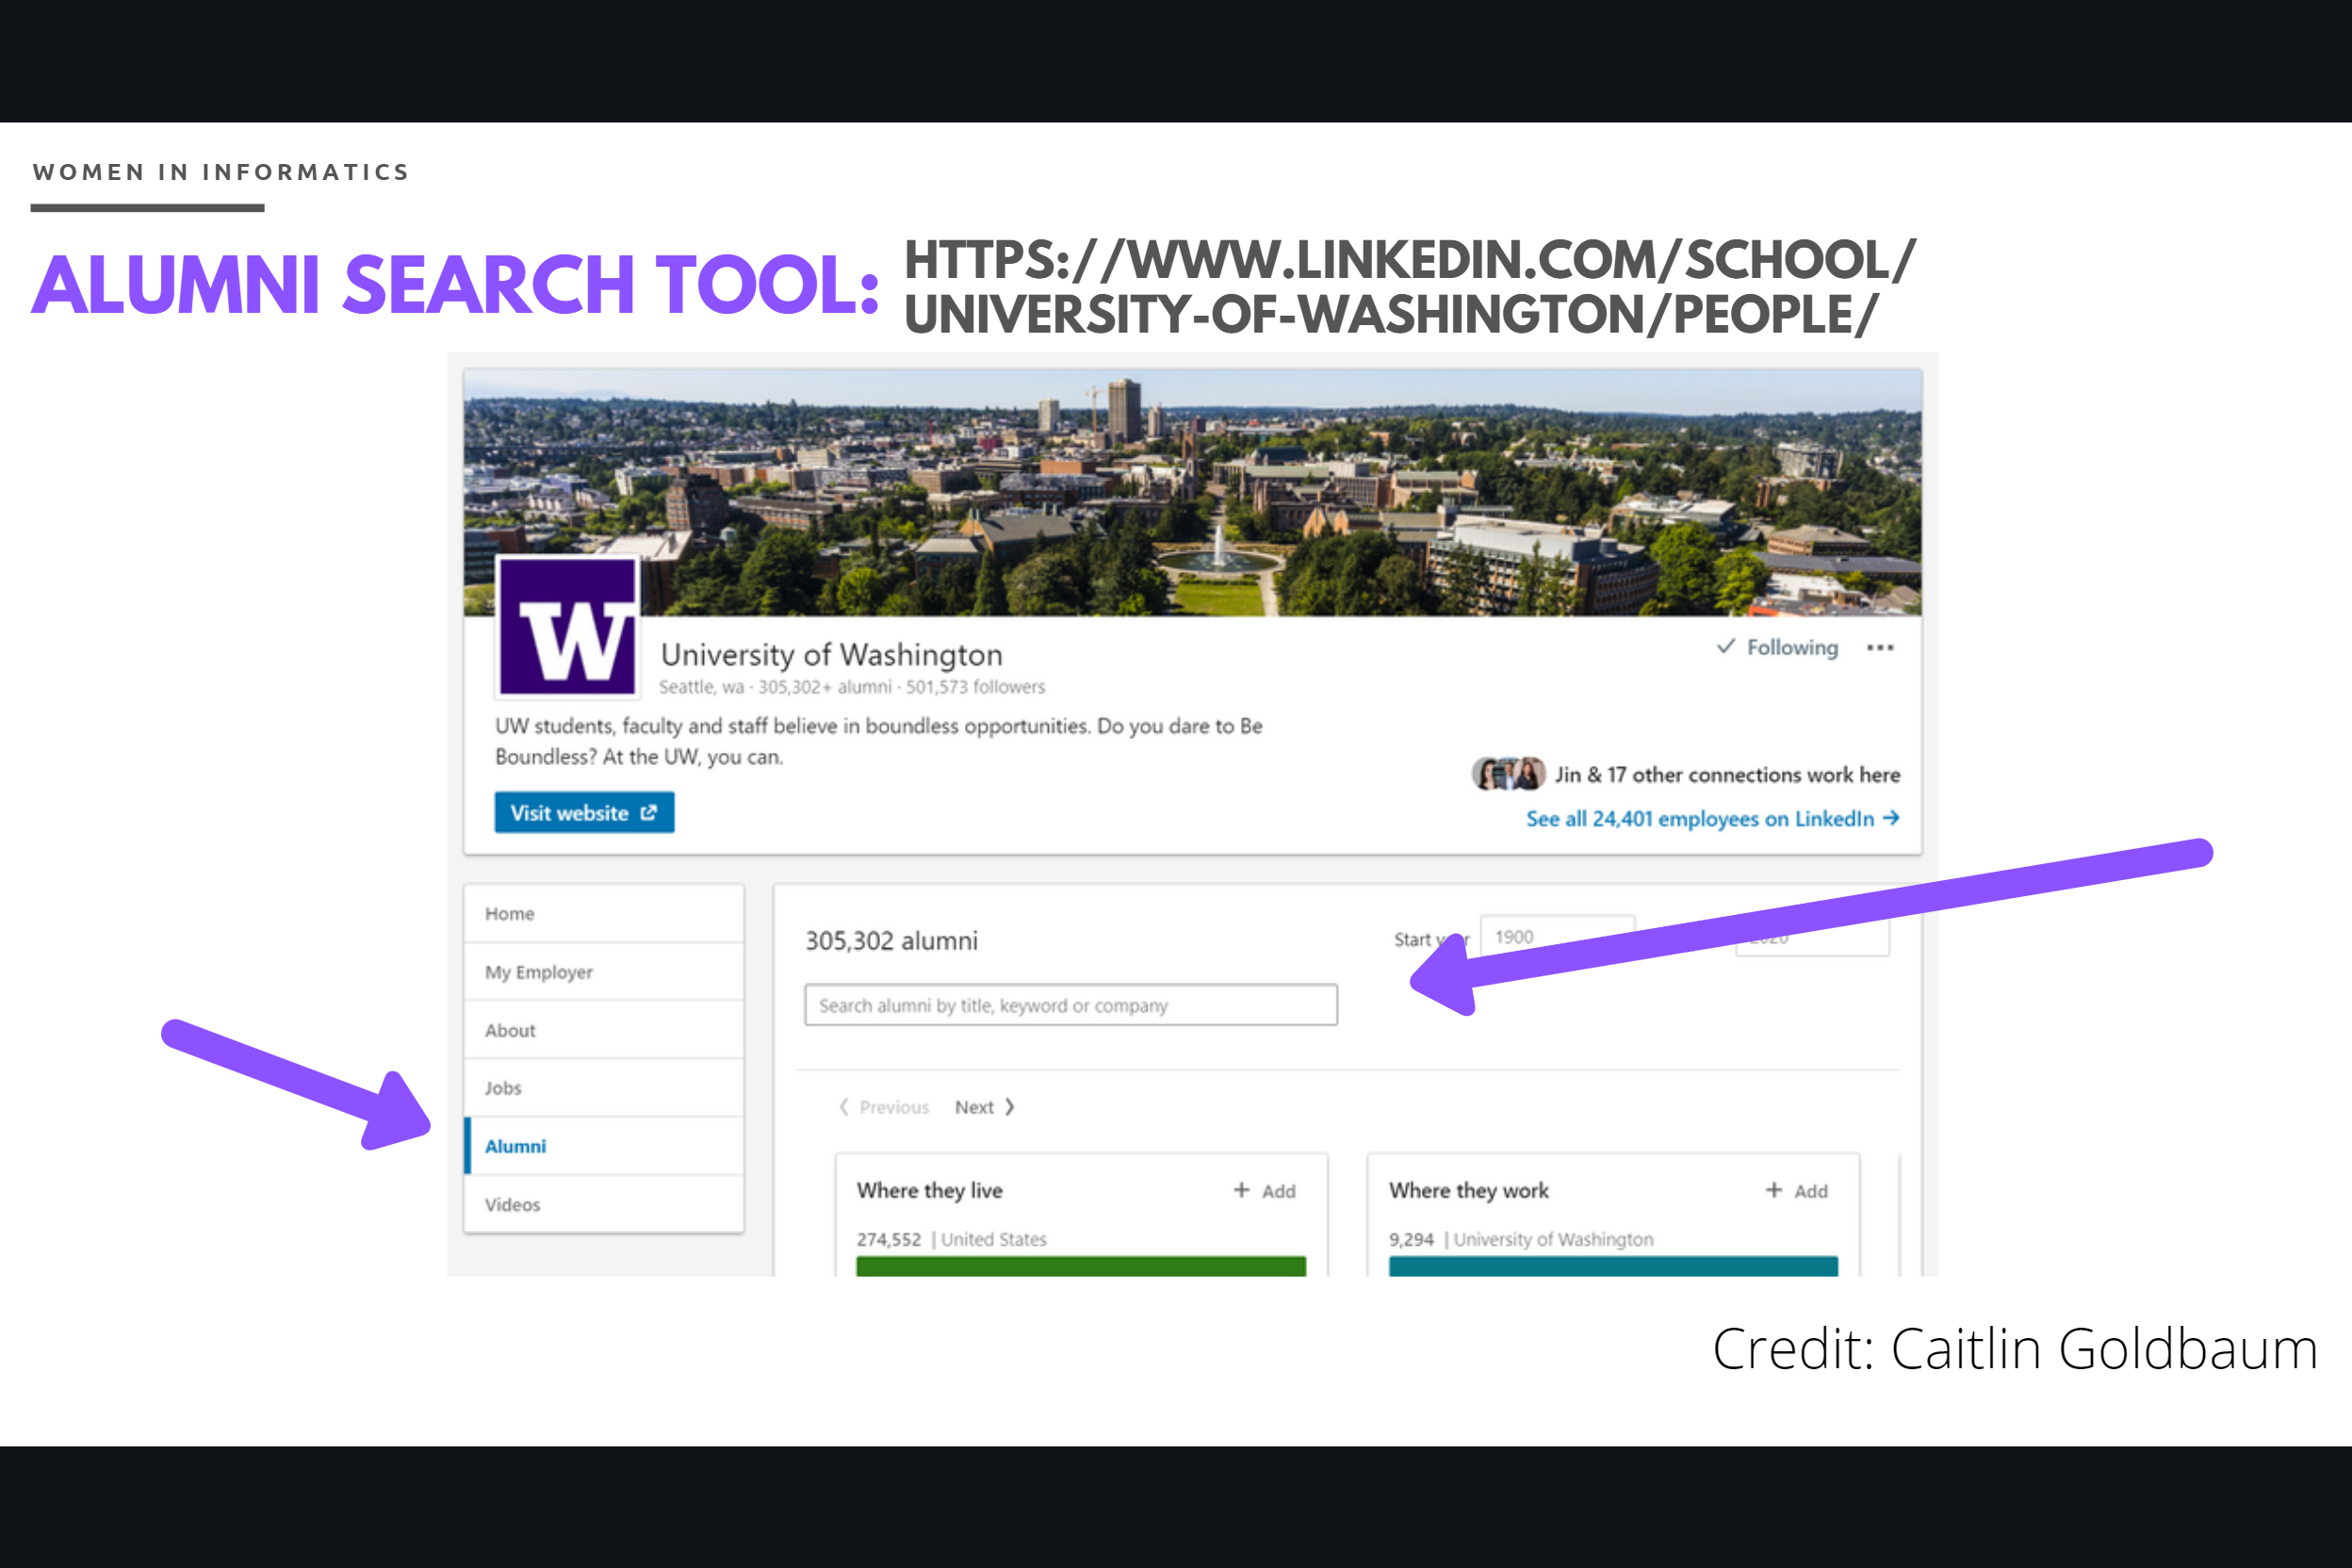 WOMEN IN INFORMATICS
ALUMNI SEARCH TOOL:
HTTPS://WWW.LINKEDIN.COM/SCHOOL/
UNIVERSITY-OF-WASHINGTON/PEOPLE/
W
University of Washington
Seattle, wa · 305,302+ alumni · 501,573 followers
Following
UW students, faculty and staff believe in boundless opportunities. Do you dare to Be
Boundless? At the UW, you can.
Visit website
Jin & 17 other connections work here
See all 24,401 employees on LinkedIn →
Home
My Employer
About
Jobs
Alumni
Videos
305,302 alumni
Start
1900
Search alumni by title, keyword or company
Previous Next
Where they live + Add
274,552 | United States
Where they work + Add
9,294 | University of Washington
Credit: Caitlin Goldbaum